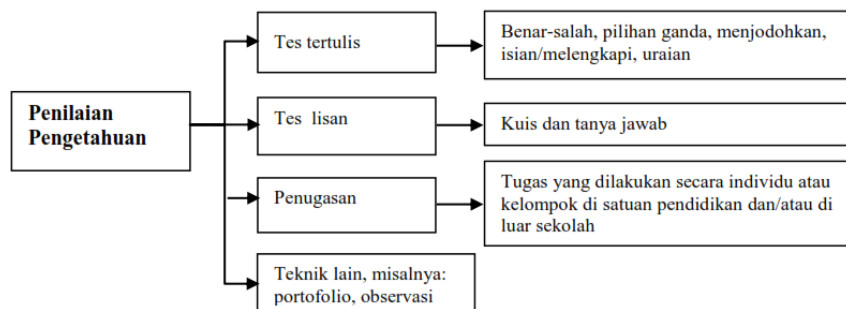 Penilaian
Pengetahuan
Tes tertulis
Benar-salah, pilihan ganda, menjodohkan,
isian/melengkapi, uraian
Tes lisan
Kuis dan tanya jawab
Penugasan
Tugas yang dilakukan secara individu atau
kelompok di satuan pendidikan dan/atau di
luar sekolah
Teknik lain, misalnya:
portofolio, observasi